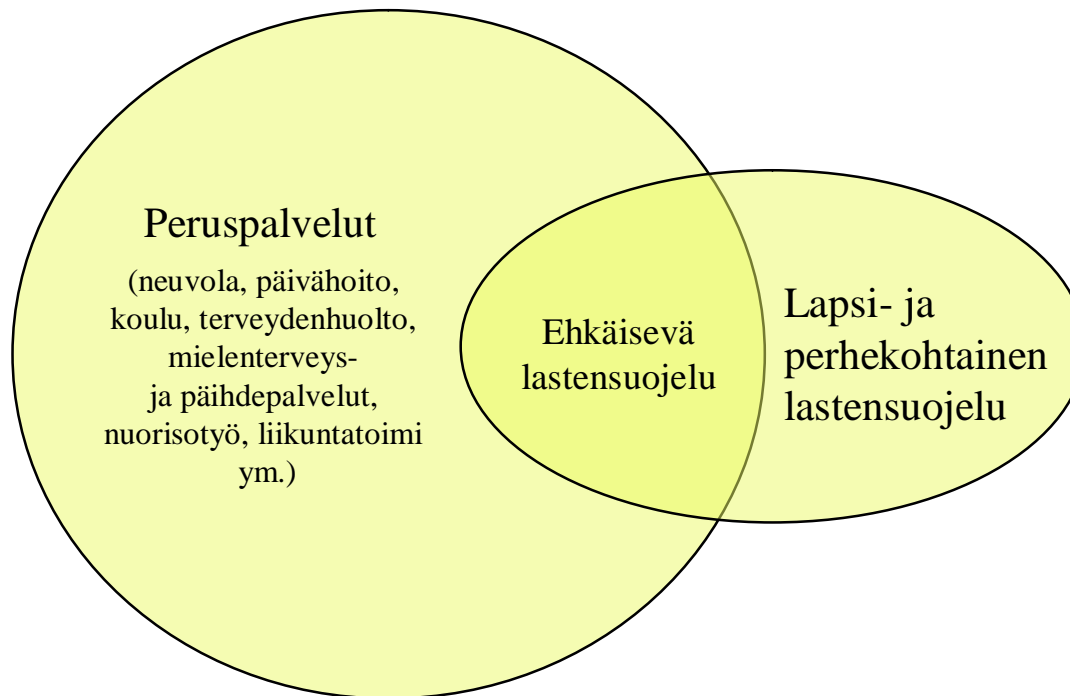 Peruspalvelut
(neuvola, päivähoito,
koulu, terveydenhuolto,
mielenterveys-
ja päihdepalvelut,
nuorisotyö, liikuntatoimi
ym.)
Ehkäisevä
lastensuojelu
Lapsi- ja
perhekohtainen
lastensuojelu